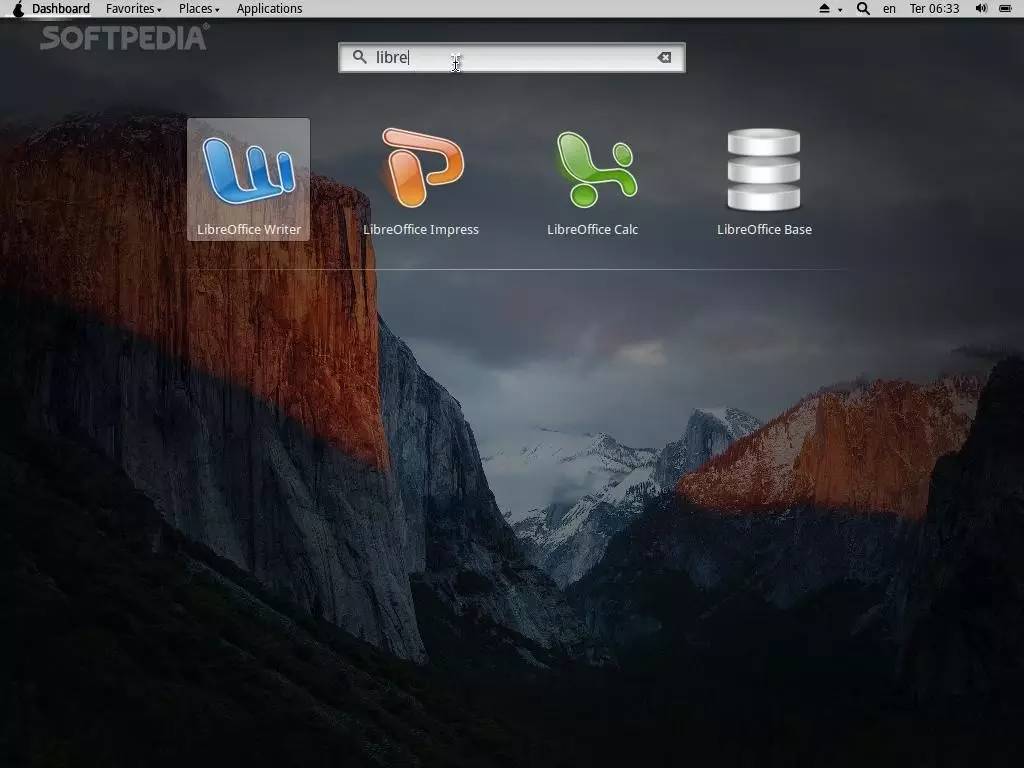 Dashboard Favorites Places Applications en Ter 06:33
SOFTPEDIA®
libre
LibreOffice Writer LibreOffice Impress LibreOffice Calc LibreOffice Base